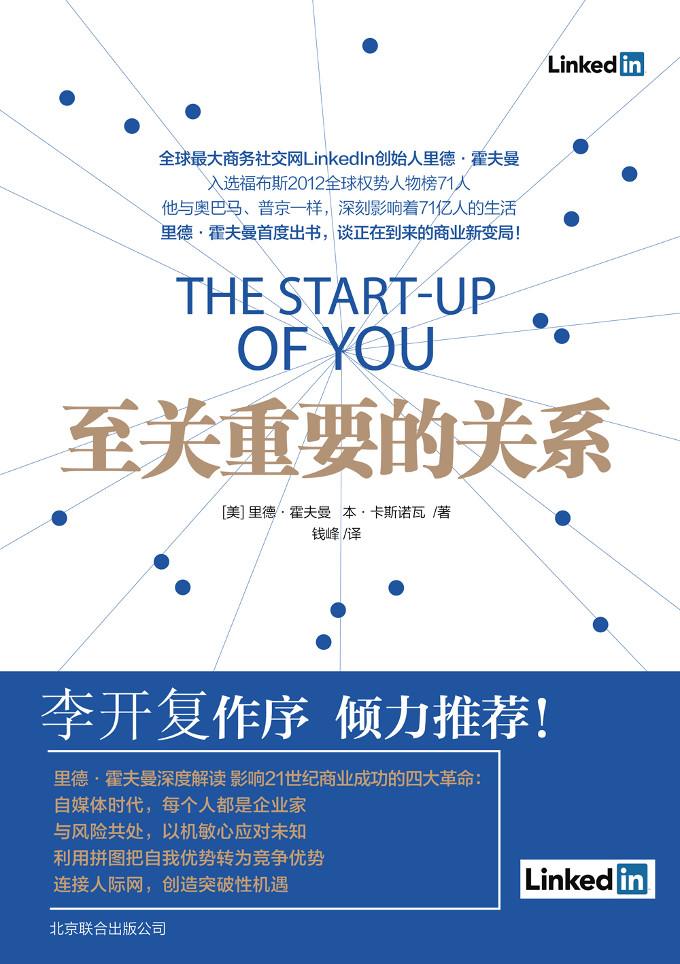 Linked in
全球最大商务社交网LinkedIn创始人里德·霍夫曼
入选福布斯2012全球权势人物榜71人
他与奥巴马、普京一样，深刻影响着71亿人的生活
里德·霍夫曼首度出书，谈正在到来的商业新变局！
THE START-UP
OF YOU
至关重要的关系
[美] 里德·霍夫曼 本·卡斯诺瓦 /著
钱峰 /译
李开复作序 倾力推荐！
里德·霍夫曼深度解读 影响21世纪商业成功的四大革命：
自媒体时代，每个人都是企业家
与风险共处，以机敏心应对未知
利用拼图把自我优势转为竞争优势
连接人际网，创造突破性机遇
Linked in
北京联合出版公司